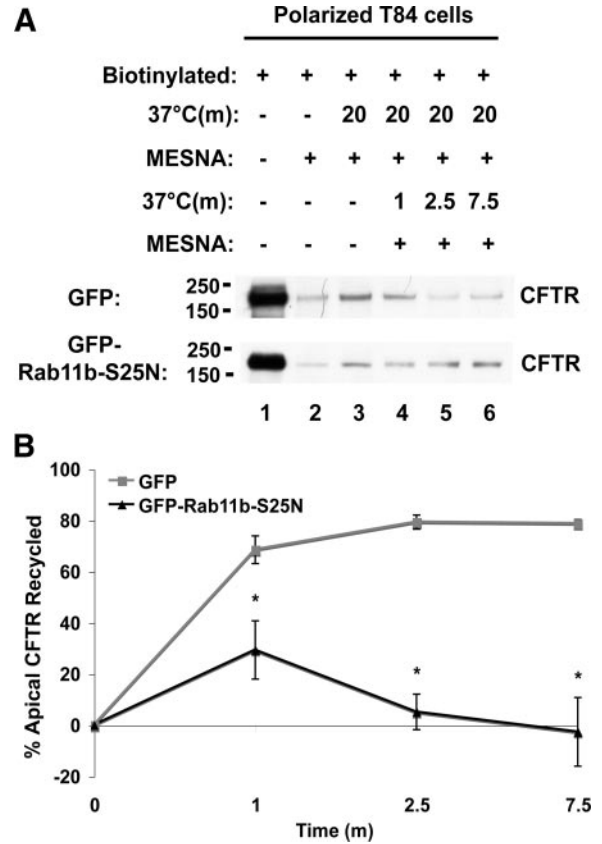 A
Polarized T84 cells
Biotinylated: + + + + + +
37°C(m): - - 20 20 20 20
MESNA: - + + + + +
37°C(m): - - - 1 2.5 7.5
MESNA: - - - + + +
GFP: 250 150 CFTR
GFP-
Rab11b-S25N: 250 150 CFTR
1 2 3 4 5 6
B
% Apical CFTR Recycled
100
80
60
40
20
0
-20
GFP
GFP-Rab11b-S25N
* * *
0 1 2.5 7.5
Time (m)